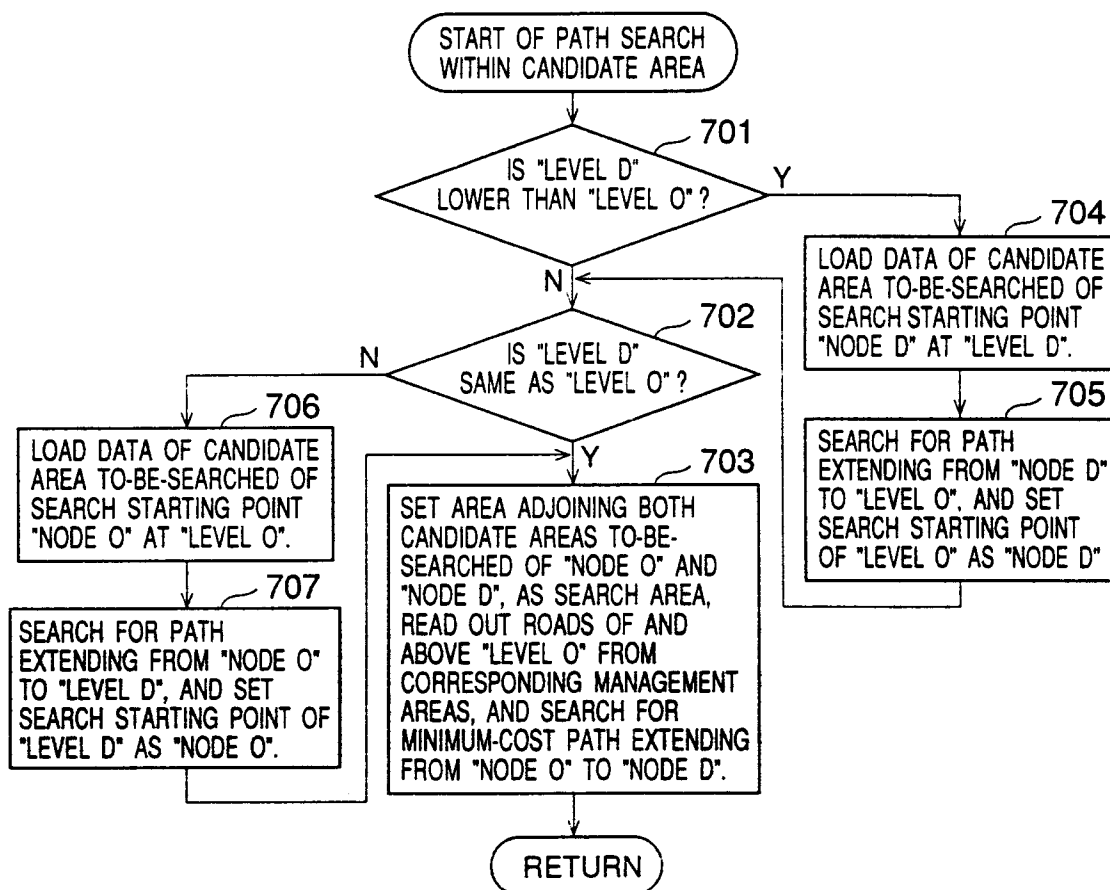 START OF PATH SEARCH
WITHIN CANDIDATE AREA
701
IS "LEVEL D"
LOWER THAN "LEVEL O" ?
Y
N
704
LOAD DATA OF CANDIDATE
AREA TO-BE-SEARCHED OF
SEARCH STARTING POINT
"NODE D" AT "LEVEL D".
705
SEARCH FOR PATH
EXTENDING FROM "NODE D"
TO "LEVEL O", AND SET
SEARCH STARTING POINT
OF "LEVEL O" AS "NODE D"
702
IS "LEVEL D"
SAME AS "LEVEL O" ?
N
Y
706
LOAD DATA OF CANDIDATE
AREA TO-BE-SEARCHED OF
SEARCH STARTING POINT
"NODE O" AT "LEVEL O".
707
SEARCH FOR PATH
EXTENDING FROM "NODE O"
TO "LEVEL D", AND SET
SEARCH STARTING POINT OF
"LEVEL D" AS "NODE O".
703
SET AREA ADJOINING BOTH
CANDIDATE AREAS TO-BE-
SEARCHED OF "NODE O" AND
"NODE D", AS SEARCH AREA,
READ OUT ROADS OF AND
ABOVE "LEVEL O" FROM
CORRESPONDING MANAGEMENT
AREAS, AND SEARCH FOR
MINIMUM-COST PATH EXTENDING
FROM "NODE O" TO "NODE D".
RETURN